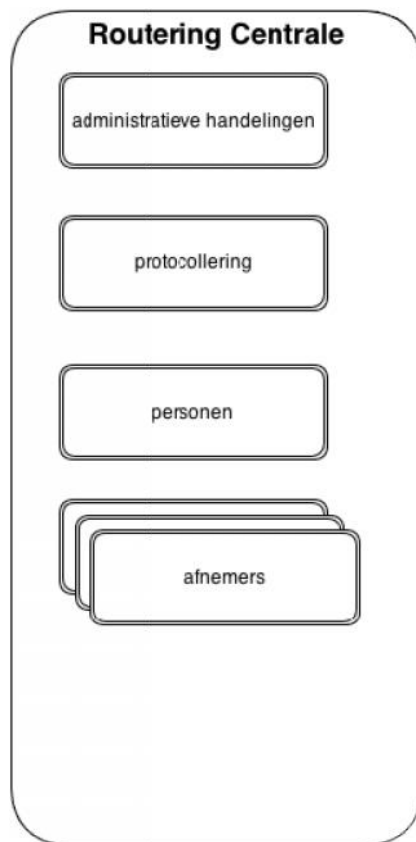 Routering Centrale
administratieve handelingen
protocollering
personen
afnemers